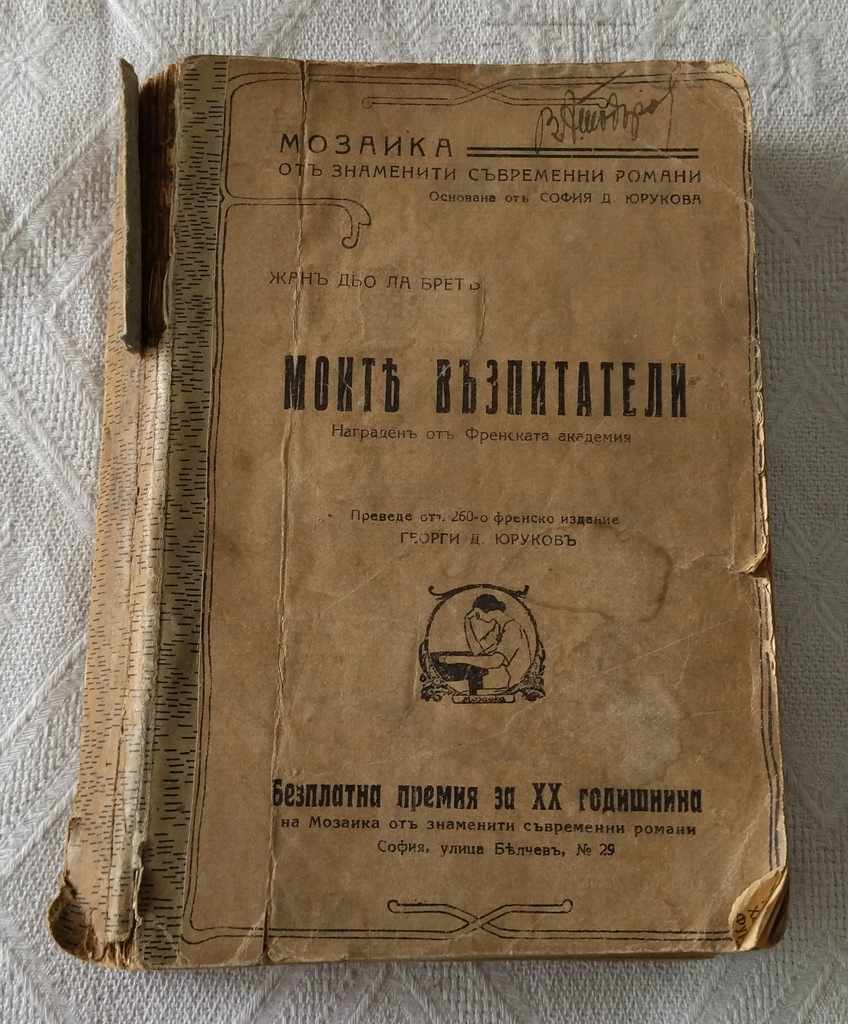 МОЗАИКА
ОТЪ ЗНАМЕНИТИ СЪВРЕМЕННИ РОМАНИ
Основана отъ СОФИЯ Д. ЮРУКОВА
ЖАНЪ ДЬО ЛА БРЕТЪ
МОИТѢ ВЪЗПИТАТЕЛИ
Награденъ отъ Френската академия
Преведе отъ 260-о френско издание
ГЕОРГИ Д. ЮРУКОВЪ
Мозаика
Безплатна премия за XX годишнина
на Мозаика отъ знаменити съвременни романи
София, улица Бѣлчевъ, № 29